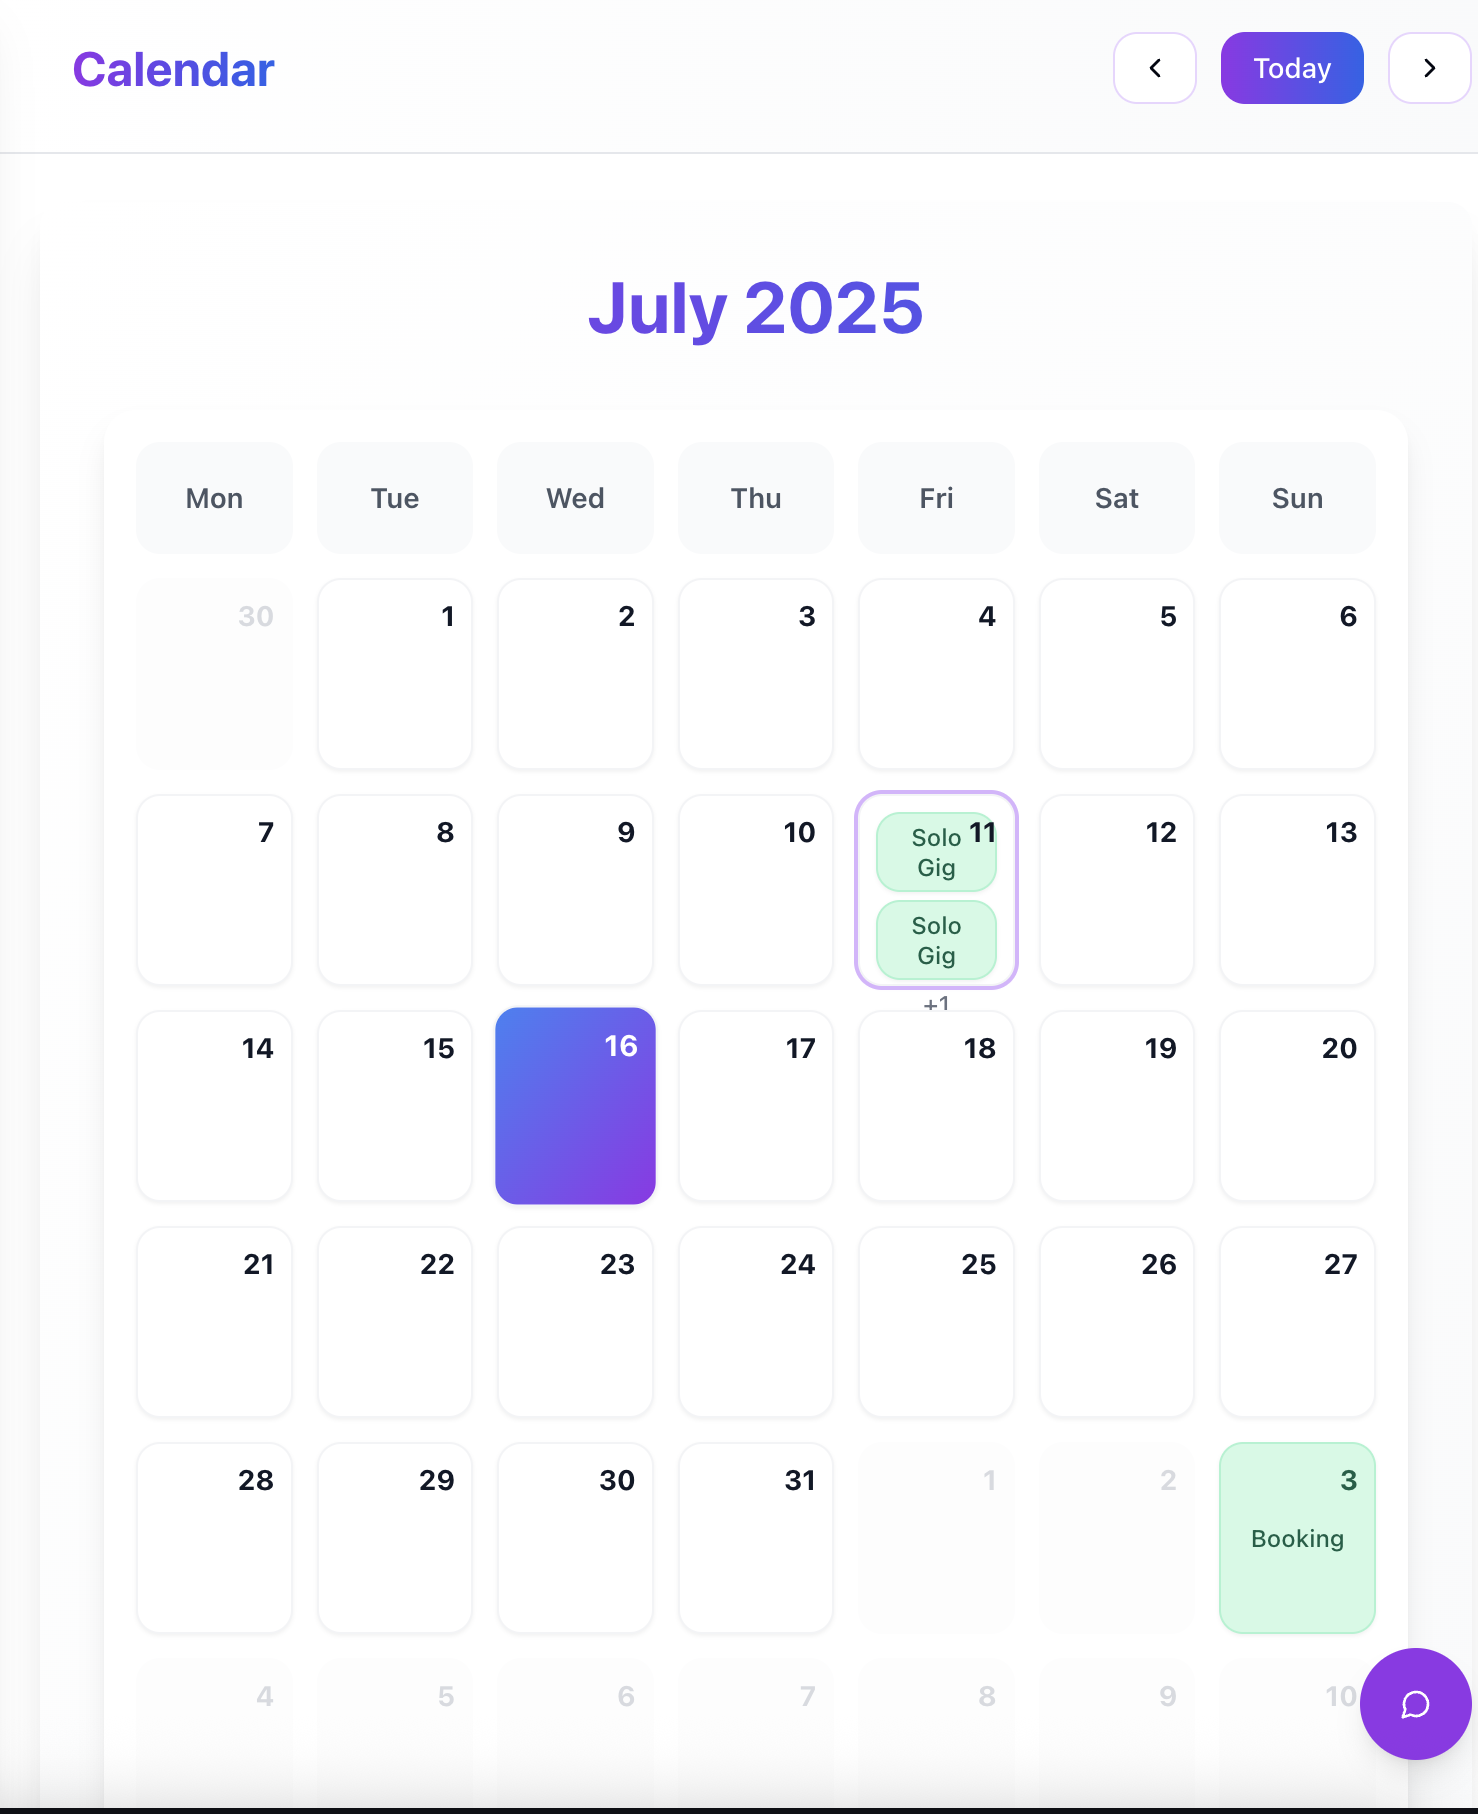 Calendar
Today
July 2025
Mon Tue Wed Thu Fri Sat Sun
30 1 2 3 4 5 6
7 8 9 10 11 12 13
Solo
Gig
Solo
Gig
+1
14 15 16 17 18 19 20
21 22 23 24 25 26 27
28 29 30 31 1 2 3
Booking
4 5 6 7 8 9 10